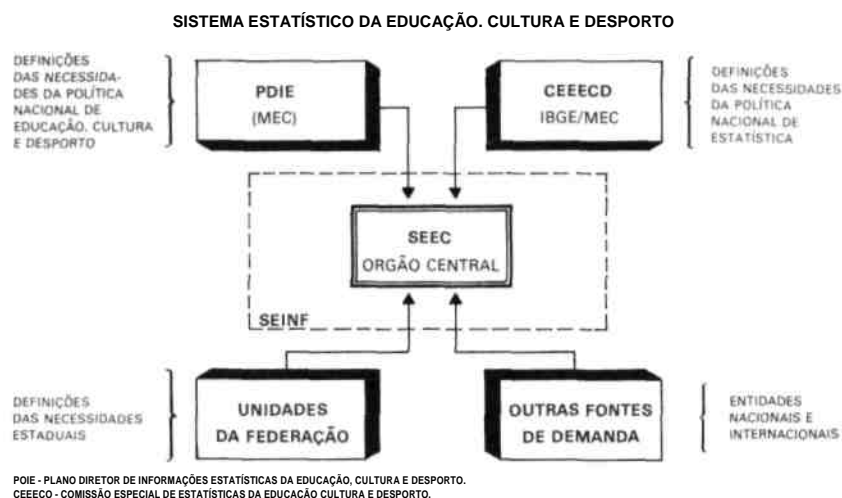 SISTEMA ESTATÍSTICO DA EDUCAÇÃO. CULTURA E DESPORTO
DEFINIÇÕES
DAS NECESSIDA-
DES DA POLÍTICA
NACIONAL DE
EDUCAÇÃO. CULTURA
E DESPORTO
PDIE
(MEC)
CEEECD
IBGE/MEC
DEFINIÇÕES
DAS NECESSIDADES
DA POLÍTICA
NACIONAL DE
ESTATÍSTICA
SEEC
ORGÃO CENTRAL
SEINF
DEFINIÇÕES
DAS NECESSIDADES
ESTADUAIS
UNIDADES
DA FEDERAÇÃO
OUTRAS FONTES
DE DEMANDA
ENTIDADES
NACIONAIS E
INTERNACIONAIS
POIE - PLANO DIRETOR DE INFORMAÇÕES ESTATÍSTICAS DA EDUCAÇÃO, CULTURA E DESPORTO.
CEEECO - COMISSÃO ESPECIAL DE ESTATÍSTICAS DA EDUCAÇÃO CULTURA E DESPORTO.